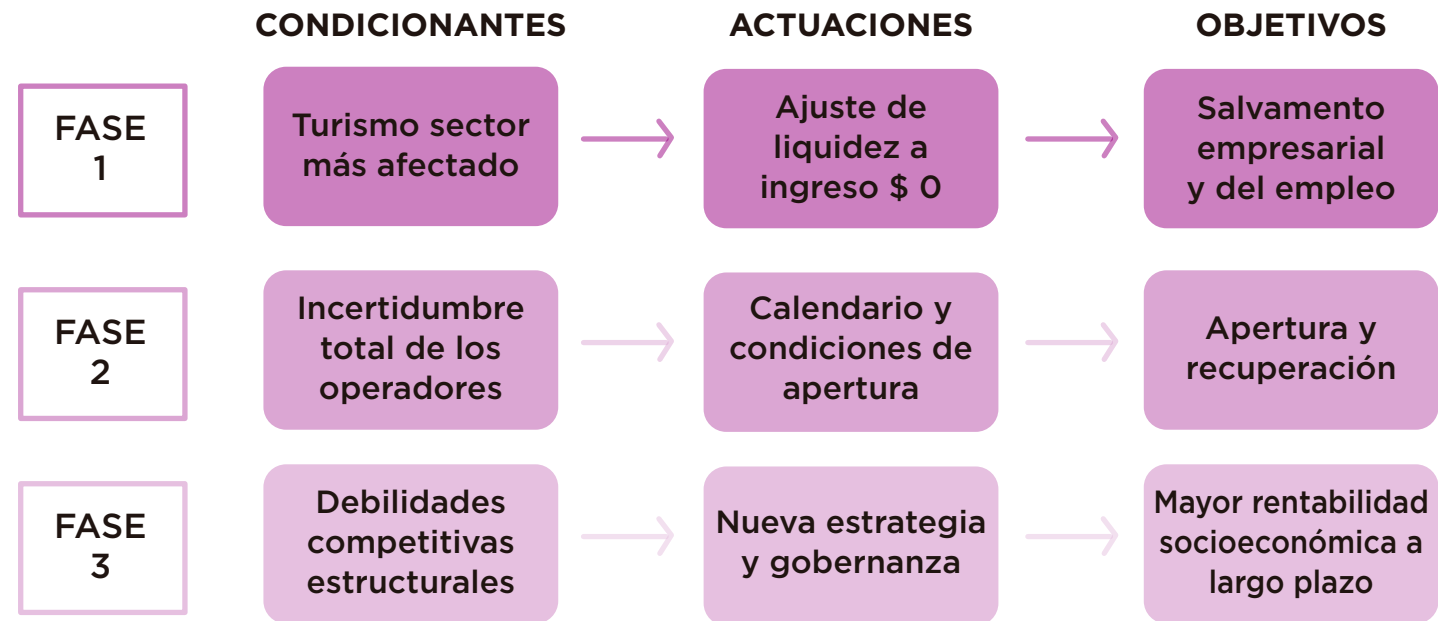 CONDICIONANTES
ACTUACIONES
OBJETIVOS
FASE
1
Turismo sector
más afectado
Ajuste de
liquidez a
ingreso $ 0
Salvamento
empresarial
y del empleo
FASE
2
Incertidumbre
total de los
operadores
Calendario y
condiciones de
apertura
Apertura y
recuperación
FASE
3
Debilidades
competitivas
estructurales
Nueva estrategia
y gobernanza
Mayor rentabilidad
socioeconómica a
largo plazo